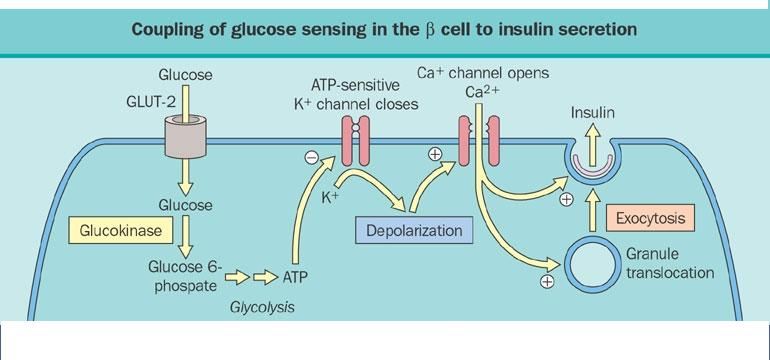 Coupling of glucose sensing in the β cell to insulin secretion
Glucose
GLUT-2
ATP-sensitive
K+ channel closes
Ca+ channel opens
Ca2+
Insulin
−
+
K+
Glucose
Glucokinase
Depolarization
+
Exocytosis
Glucose 6-
phospate
ATP
Glycolysis
Granule
translocation
+